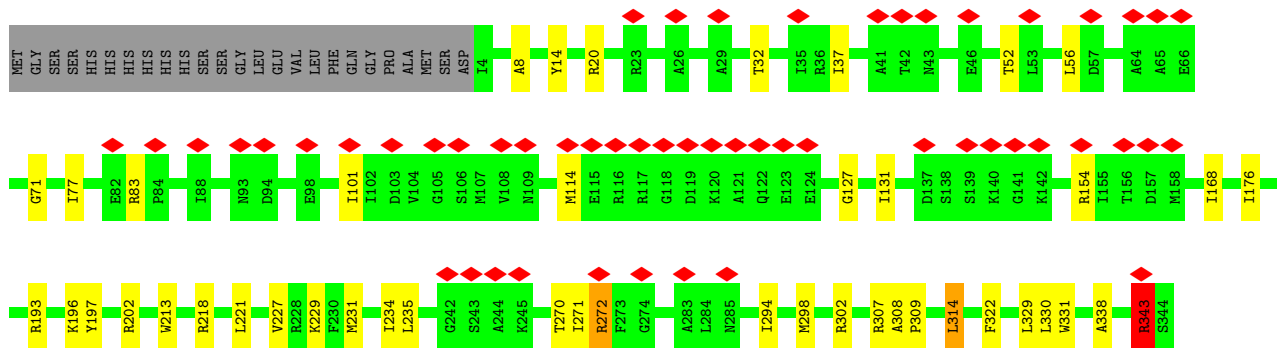 MET GLY SER SER HIS HIS HIS HIS HIS HIS SER SER GLY LEU GLU VAL LEU PHE GLN GLY PRO ALA MET SER ASP I4 A8 Y14 R20 R23 A26 A29 T32 I35 R36 I37 A41 T42 N43 E46 T52 L53 L56 D57 A64 A65 E66
G71 I77 E82 R83 P84 I88 N93 D94 E98 I101 I102 D103 V104 G105 S106 M107 V108 N109 M114 E115 R116 R117 G118 D119 K120 A121 Q122 E123 E124 G127 I131 D137 S138 S139 K140 G141 K142 R154 I155 T156 D157 M158 I168 I176
R193 K196 Y197 R202 W213 R218 L221 V227 R228 K229 F230 M231 I234 L235 G242 S243 A244 K245 T270 I271 R272 F273 G274 A283 L284 N285 I294 M298 R302 R307 A308 P309 L314 F322 L329 L330 W331 A338 R343 S344